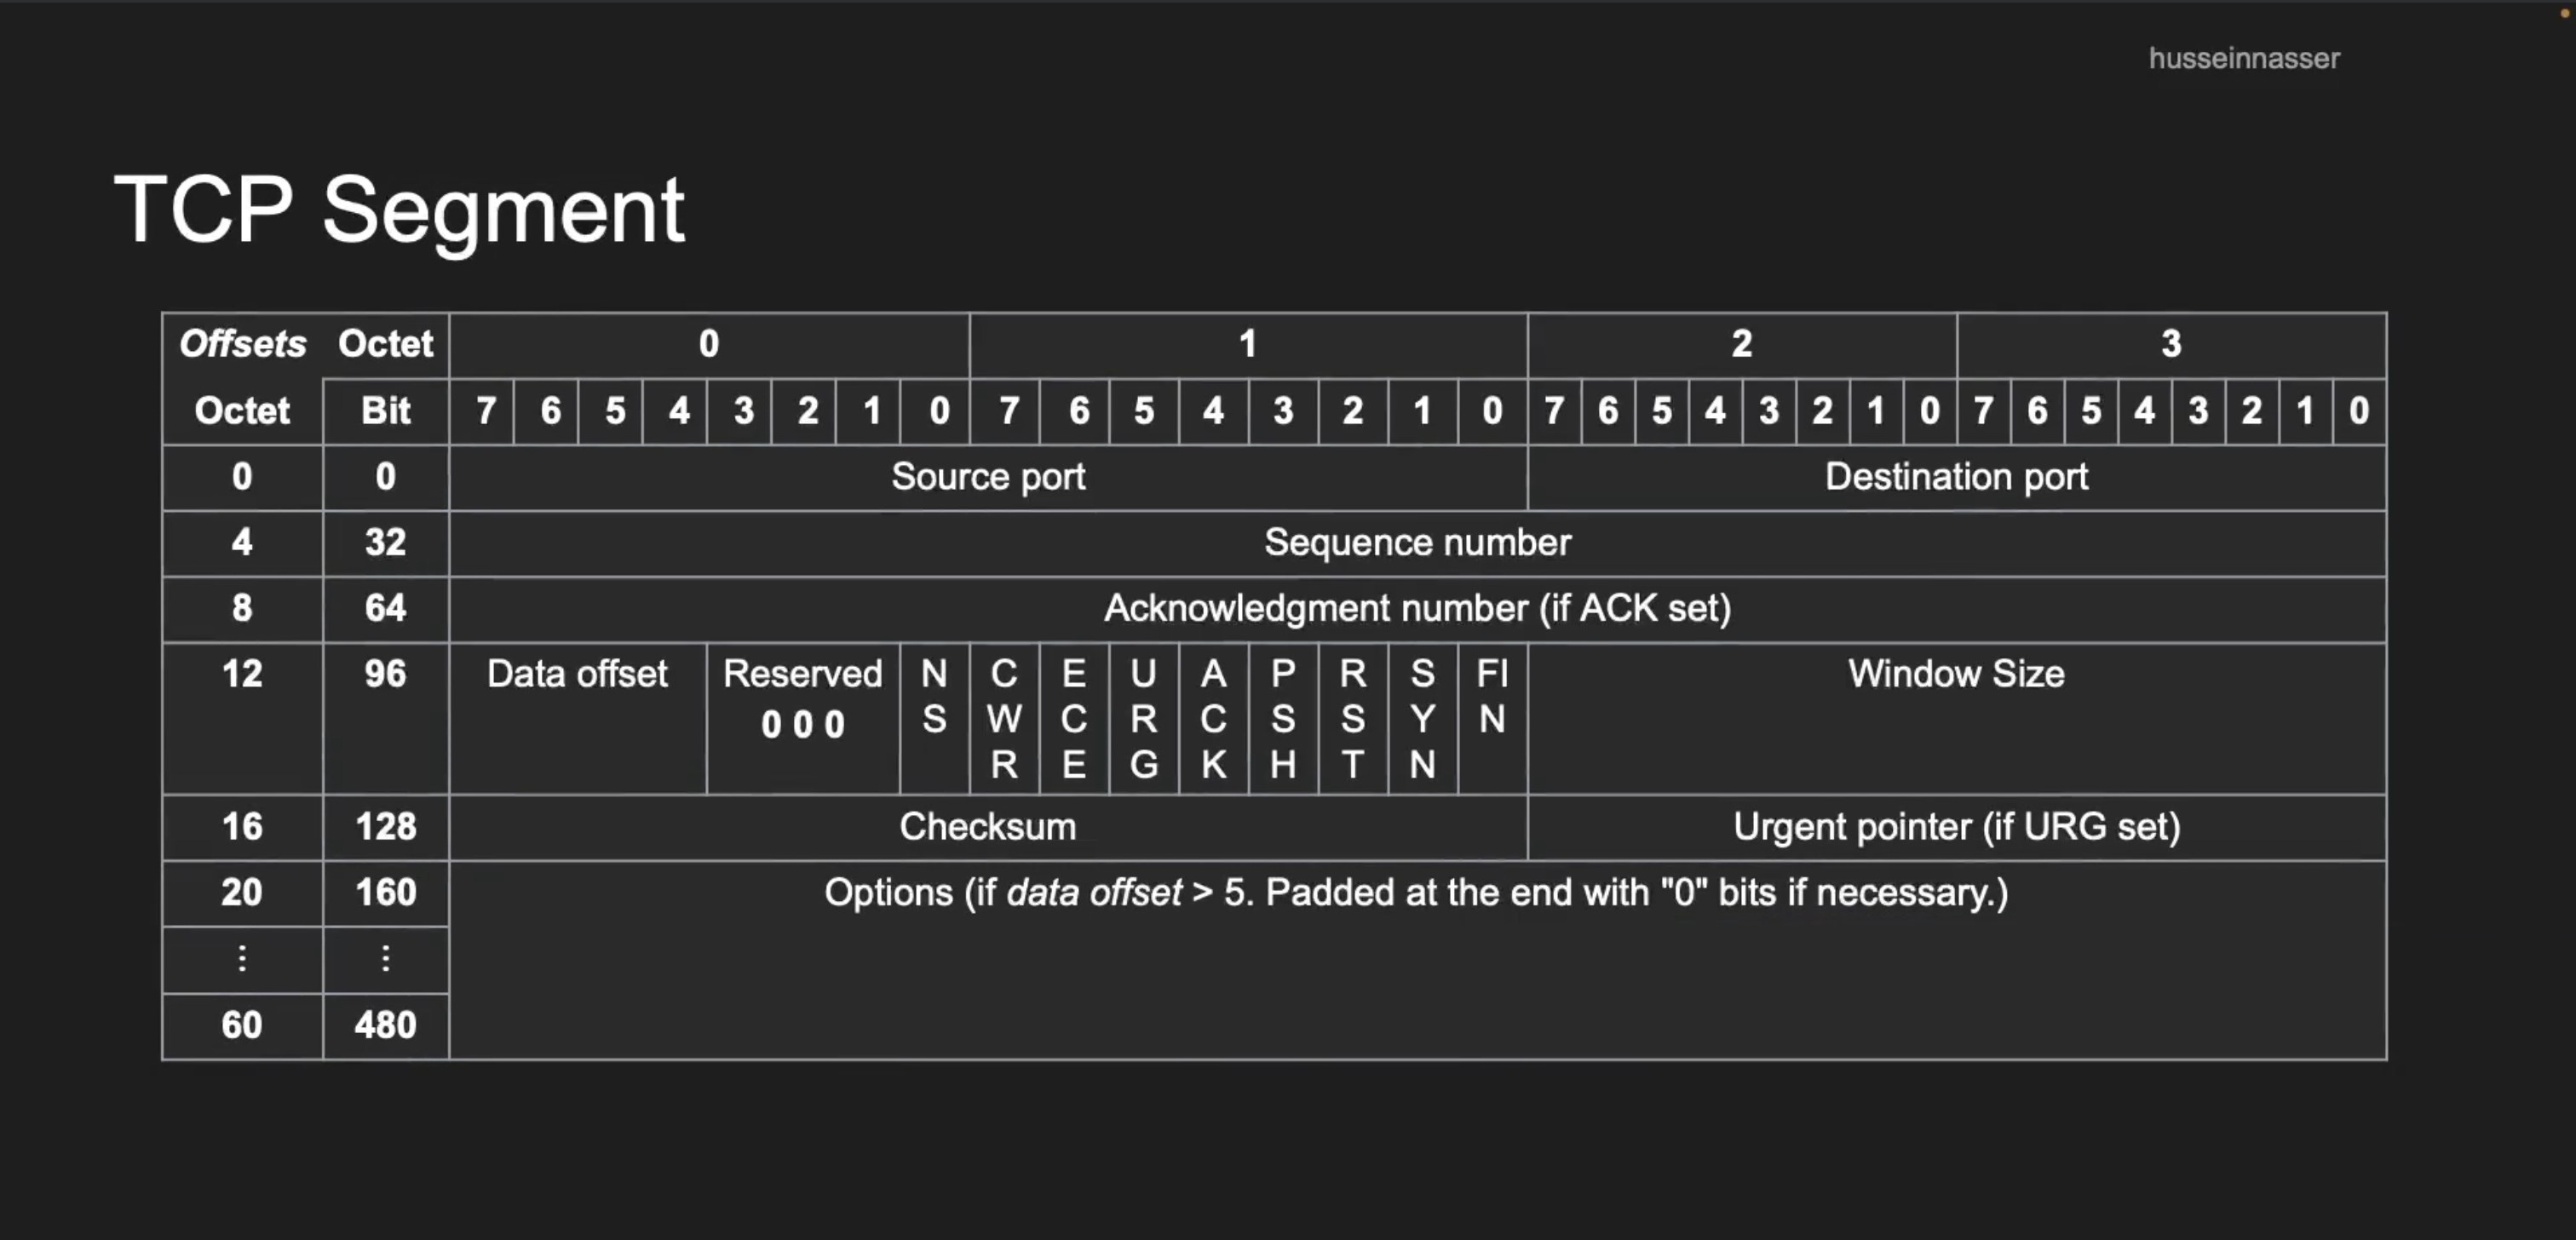 husseinnasser
TCP Segment
Offsets Octet 0 1 2 3
Octet Bit 7 6 5 4 3 2 1 0 7 6 5 4 3 2 1 0 7 6 5 4 3 2 1 0 7 6 5 4 3 2 1 0
0 0 Source port Destination port
4 32 Sequence number
8 64 Acknowledgment number (if ACK set)
12 96 Data offset Reserved 0 0 0 NS CWR ECE URG ACK PSH RST SYN FIN Window Size
16 128 Checksum Urgent pointer (if URG set)
20 160 Options (if data offset > 5. Padded at the end with "0" bits if necessary.)
⋮ ⋮
60 480